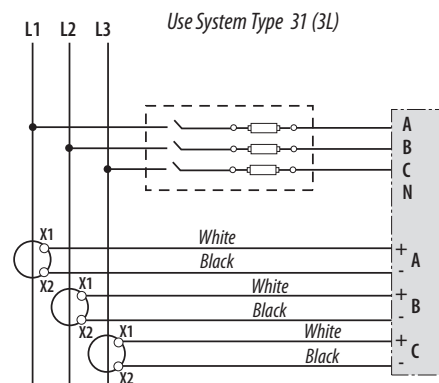 Use System Type 31 (3L)
L1 L2 L3
A
B
C
N
X1 White +
A
X2 Black -
X1 White +
B
X2 Black -
X1 White +
C
X2 Black -